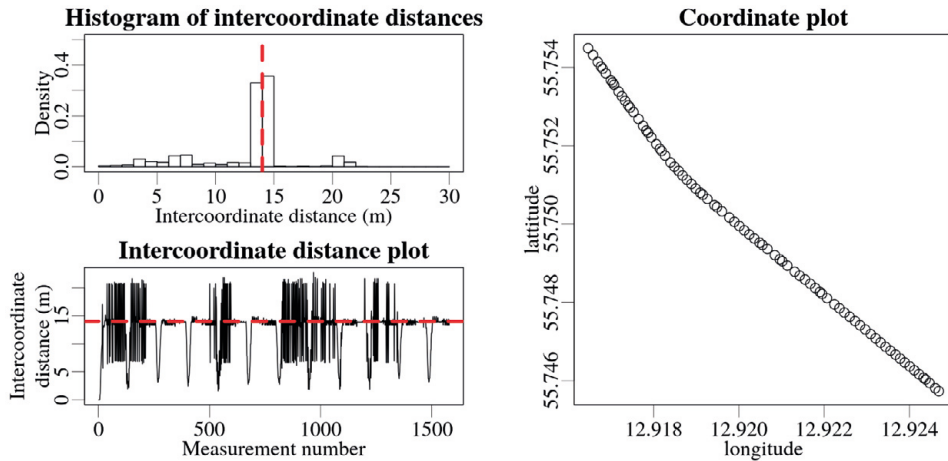 Histogram of intercoordinate distances
Density
0.0 0.2 0.4
0 5 10 15 20 25 30
Intercoordinate distance (m)
Intercoordinate distance plot
Intercoordinate
distance (m)
0 5 15
0 500 1000 1500
Measurement number
Coordinate plot
lattitude
55.746 55.748 55.750 55.752 55.754
12.918 12.920 12.922 12.924
longitude